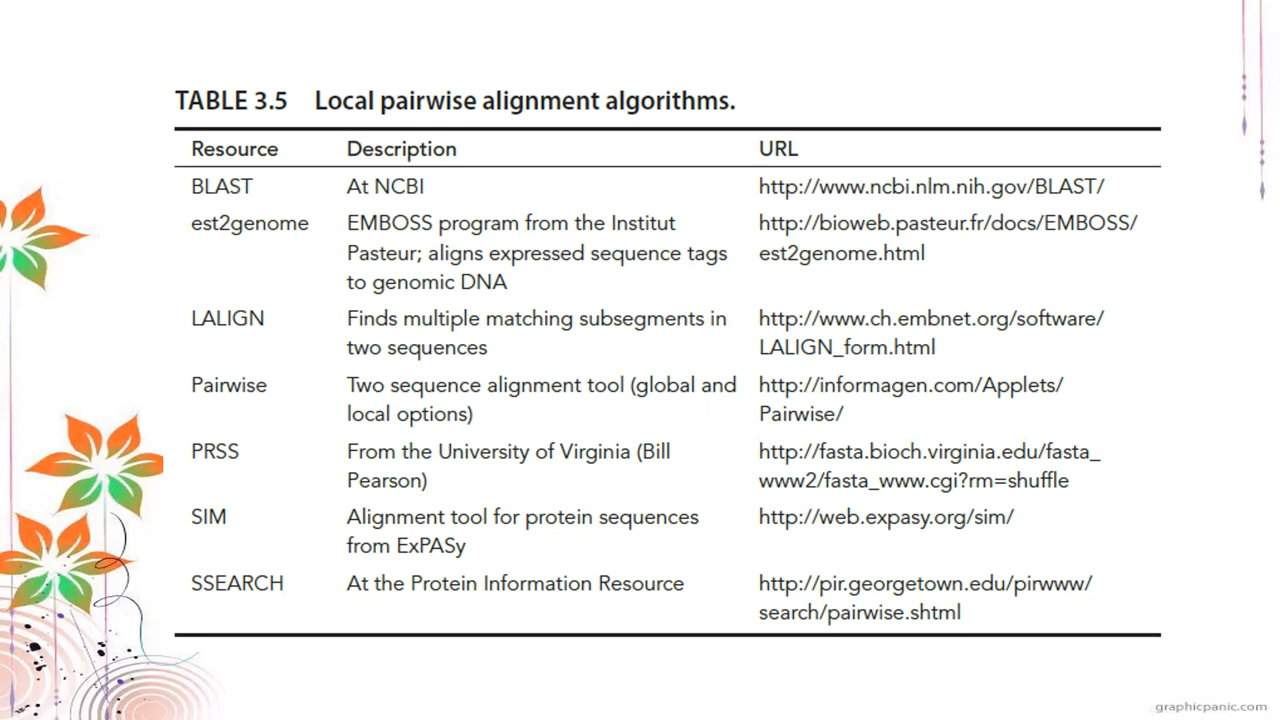 TABLE 3.5 Local pairwise alignment algorithms.
Resource Description URL
BLAST At NCBI http://www.ncbi.nlm.nih.gov/BLAST/
est2genome EMBOSS program from the Institut http://bioweb.pasteur.fr/docs/EMBOSS/
Pasteur; aligns expressed sequence tags est2genome.html
to genomic DNA
LALIGN Finds multiple matching subsegments in http://www.ch.embnet.org/software/
two sequences LALIGN_form.html
Pairwise Two sequence alignment tool (global and http://informagen.com/Applets/
local options) Pairwise/
PRSS From the University of Virginia (Bill http://fasta.bioch.virginia.edu/fasta_
Pearson) www2/fasta_www.cgi?rm=shuffle
SIM Alignment tool for protein sequences http://web.expasy.org/sim/
from ExPASy
SSEARCH At the Protein Information Resource http://pir.georgetown.edu/pirwww/
search/pairwise.shtml
graphicpanic.com